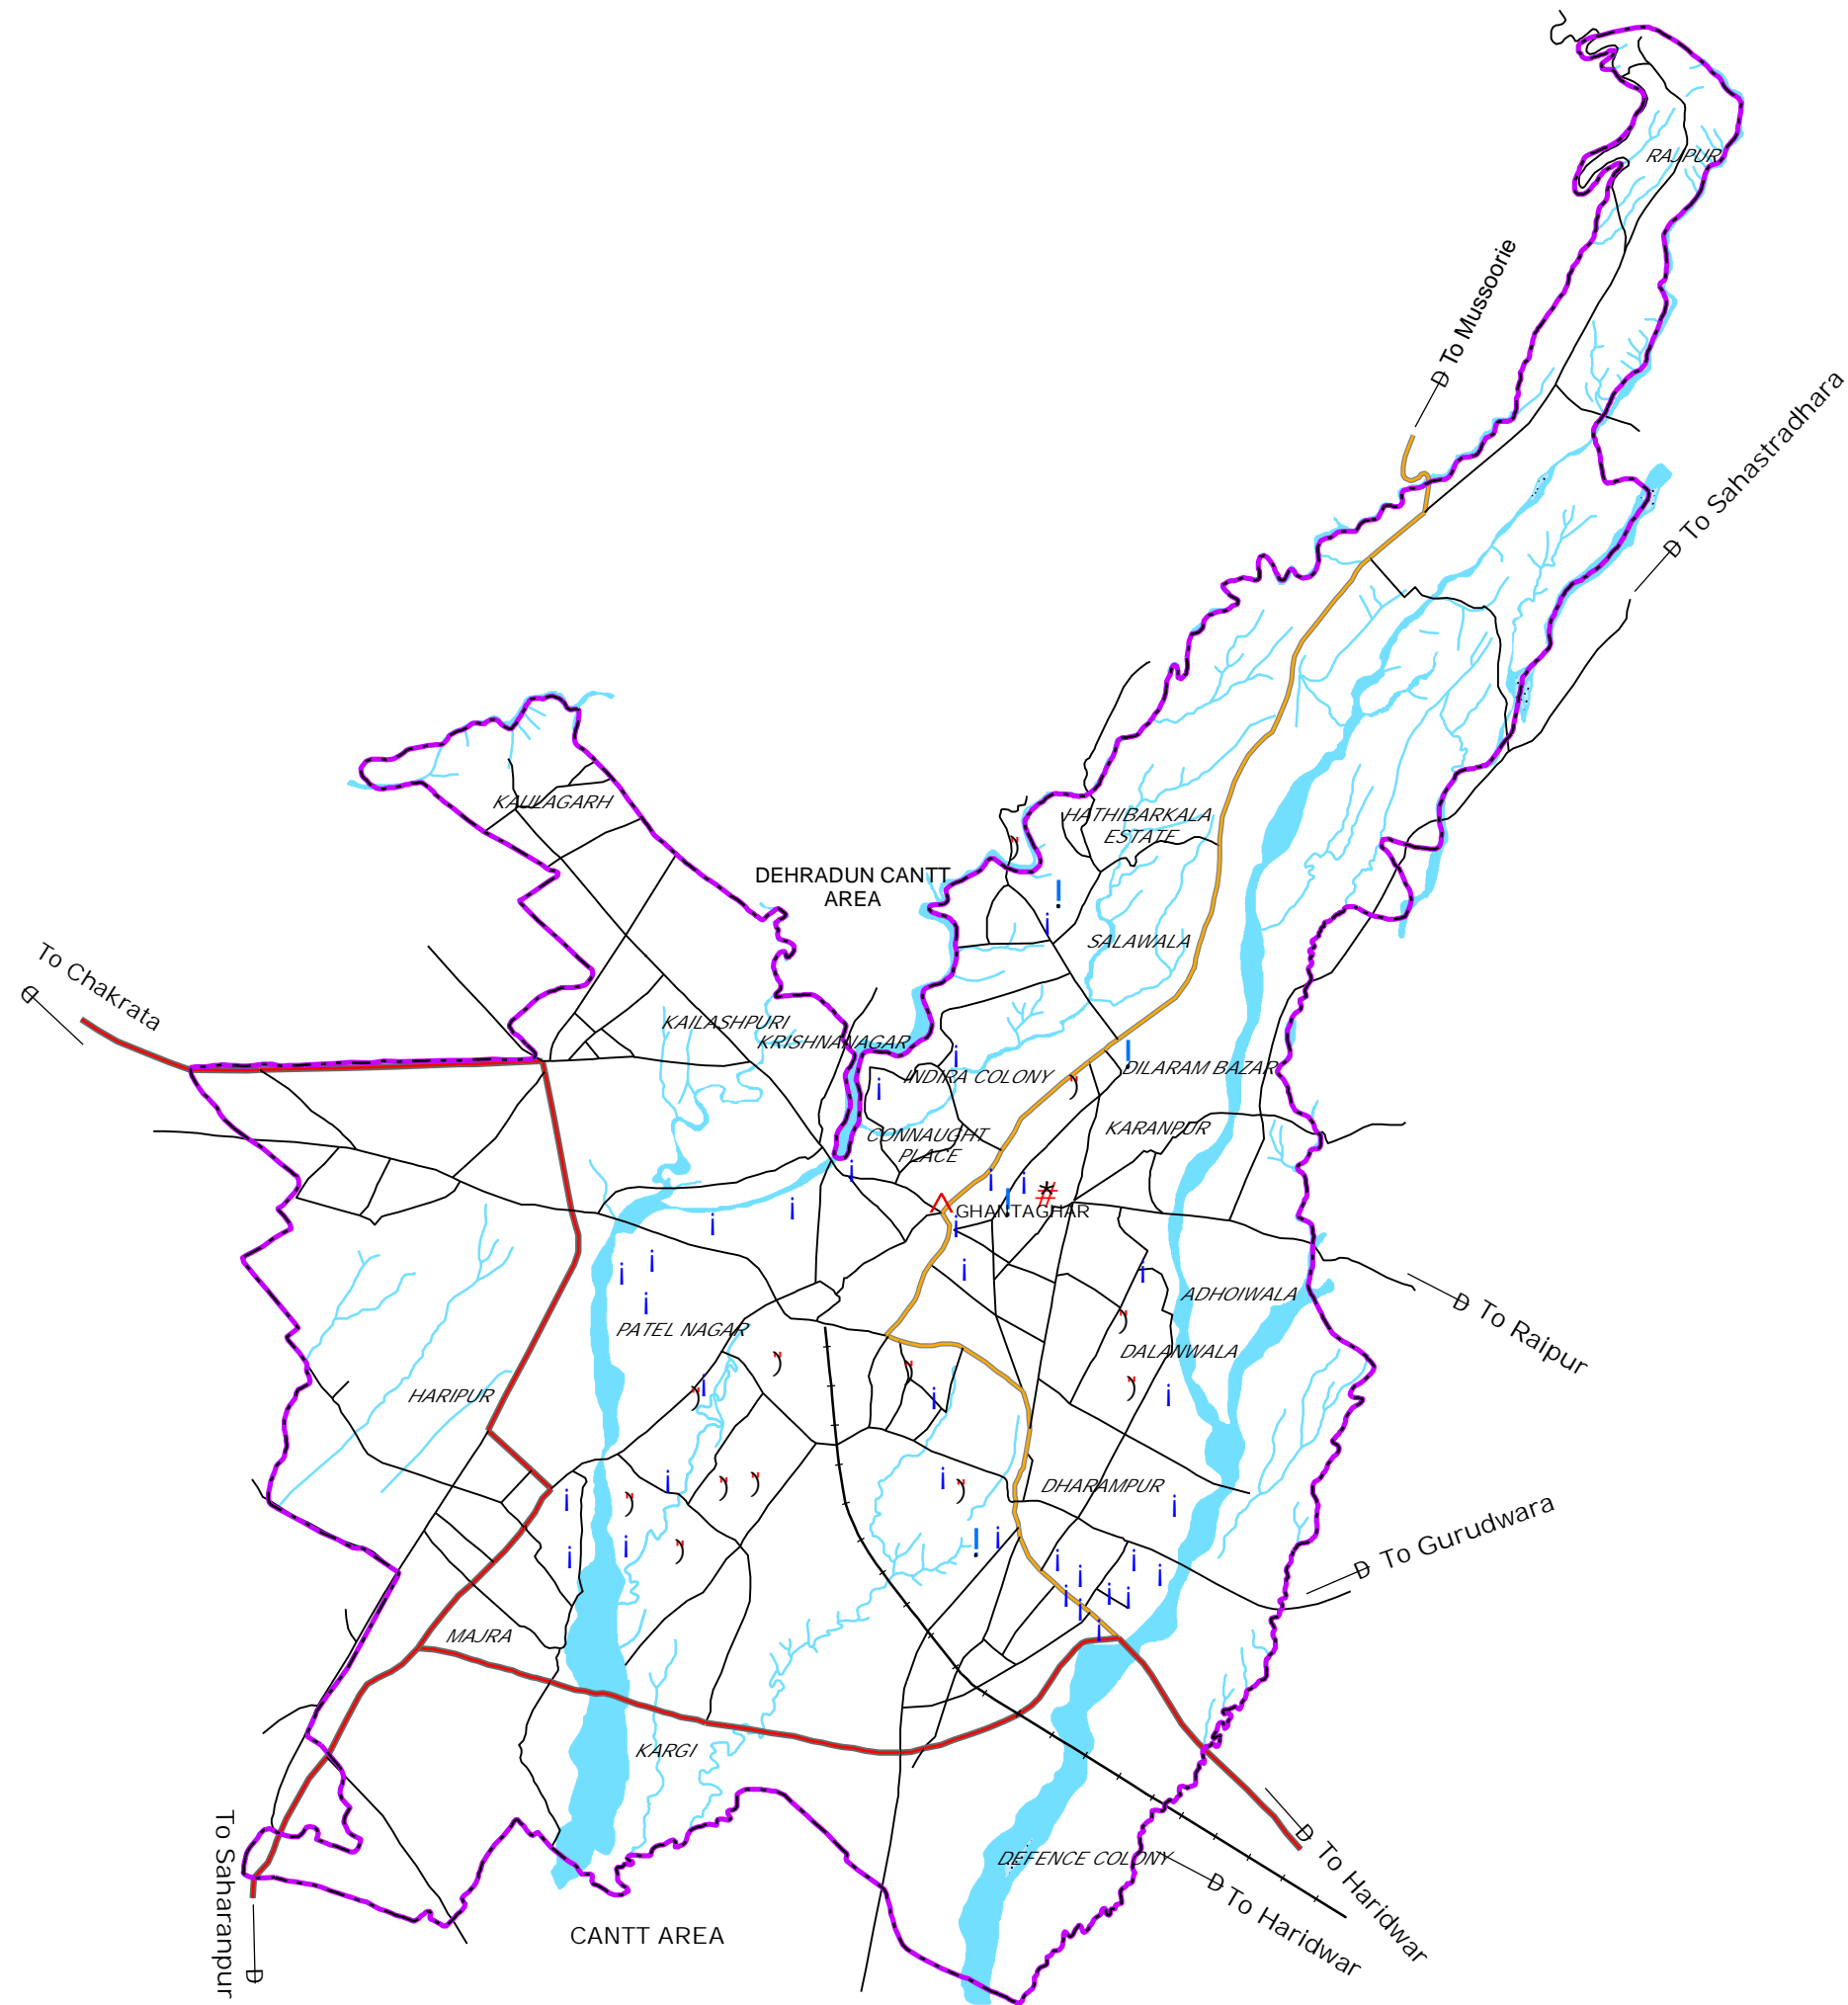 RAJPUR
To Mussoorie
To Sahastradhara
KAULAGARH
HATHIBARKALA
ESTATE
DEHRADUN CANTT
AREA
SALAWALA
To Chakrata
KAILASHPURI
KRISHNANAGAR
INDIRA COLONY
DILARAM BAZAR
CONNAUGHT
PLACE
KARANPUR
GHANTAGHAR
ADHOIWALA
To Raipur
PATEL NAGAR
DALANWALA
HARIPUR
DHARAMPUR
To Gurudwara
MAJRA
KARGI
To Saharanpur
DEFENCE COLONY
To Haridwar
To Haridwar
CANTT AREA